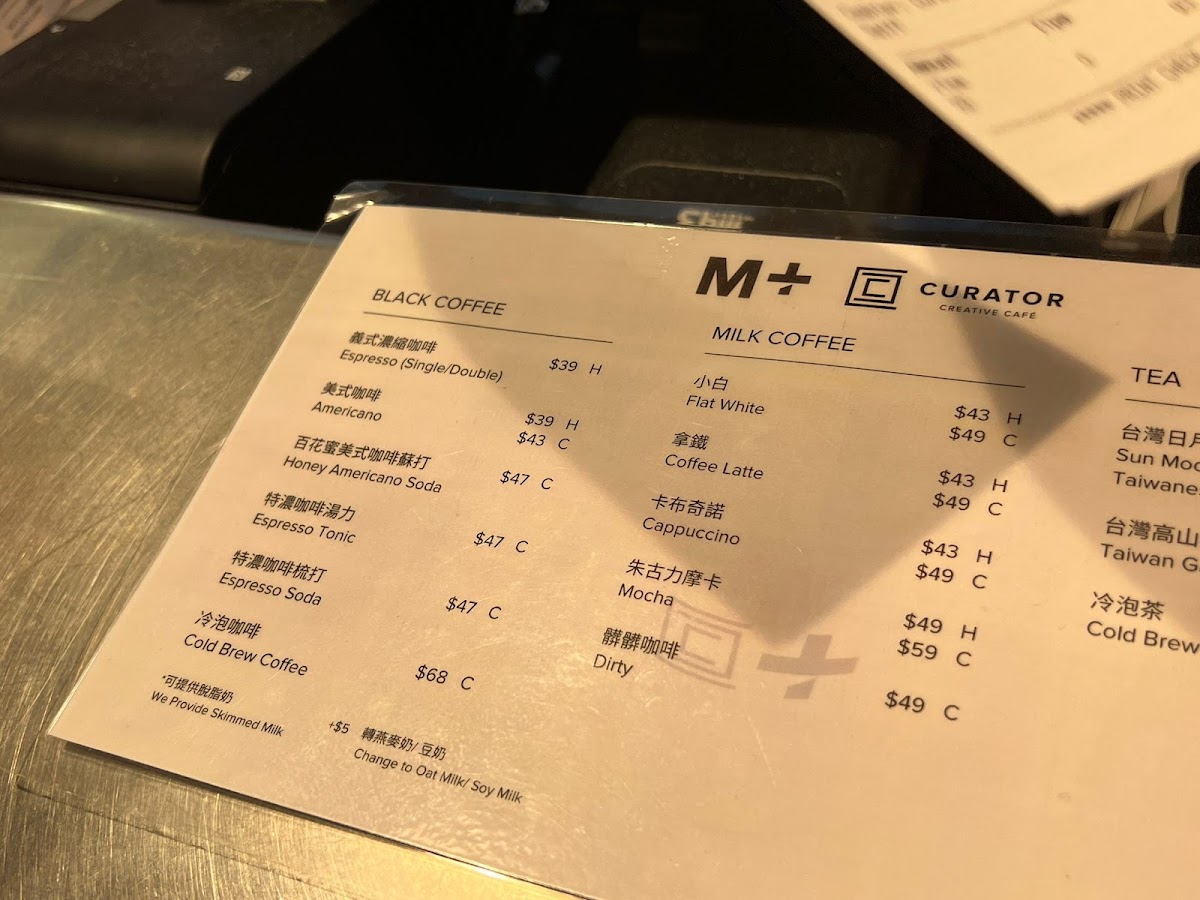 M+
CURATOR
CREATIVE CAFÉ
BLACK COFFEE
義式濃縮咖啡
Espresso (Single/Double) $39 H
美式咖啡
Americano $39 H
$43 C
百花蜜美式咖啡蘇打
Honey Americano Soda $47 C
特濃咖啡湯力
Espresso Tonic $47 C
特濃咖啡梳打
Espresso Soda $47 C
冷泡咖啡
Cold Brew Coffee $68 C
*可提供脫脂奶
We Provide Skimmed Milk
+$5 轉燕麥奶/ 豆奶
Change to Oat Milk/ Soy Milk
MILK COFFEE
小白
Flat White $43 H
$49 C
拿鐵
Coffee Latte $43 H
$49 C
卡布奇諾
Cappuccino $43 H
$49 C
朱古力摩卡
Mocha $49 H
$59 C
髒髒咖啡
Dirty $49 C
TEA
台灣日月
Sun Moo
Taiwanes
台灣高山
Taiwan G
冷泡茶
Cold Brew